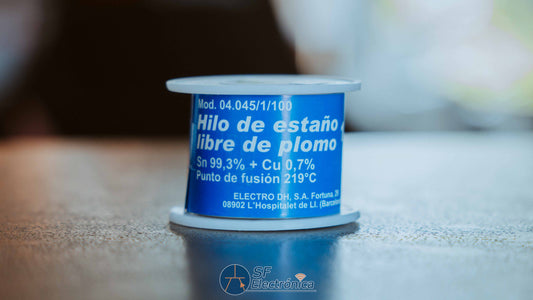 Mod. 04.045/1/100
Hilo de estaño
libre de plomo
Sn 99,3% + Cu 0,7%
Punto de fusión 219°C
ELECTRO DH, S.A. Fortuna,
08902 L'Hospitalet de Ll. (Barcelon
SF
Electrónica